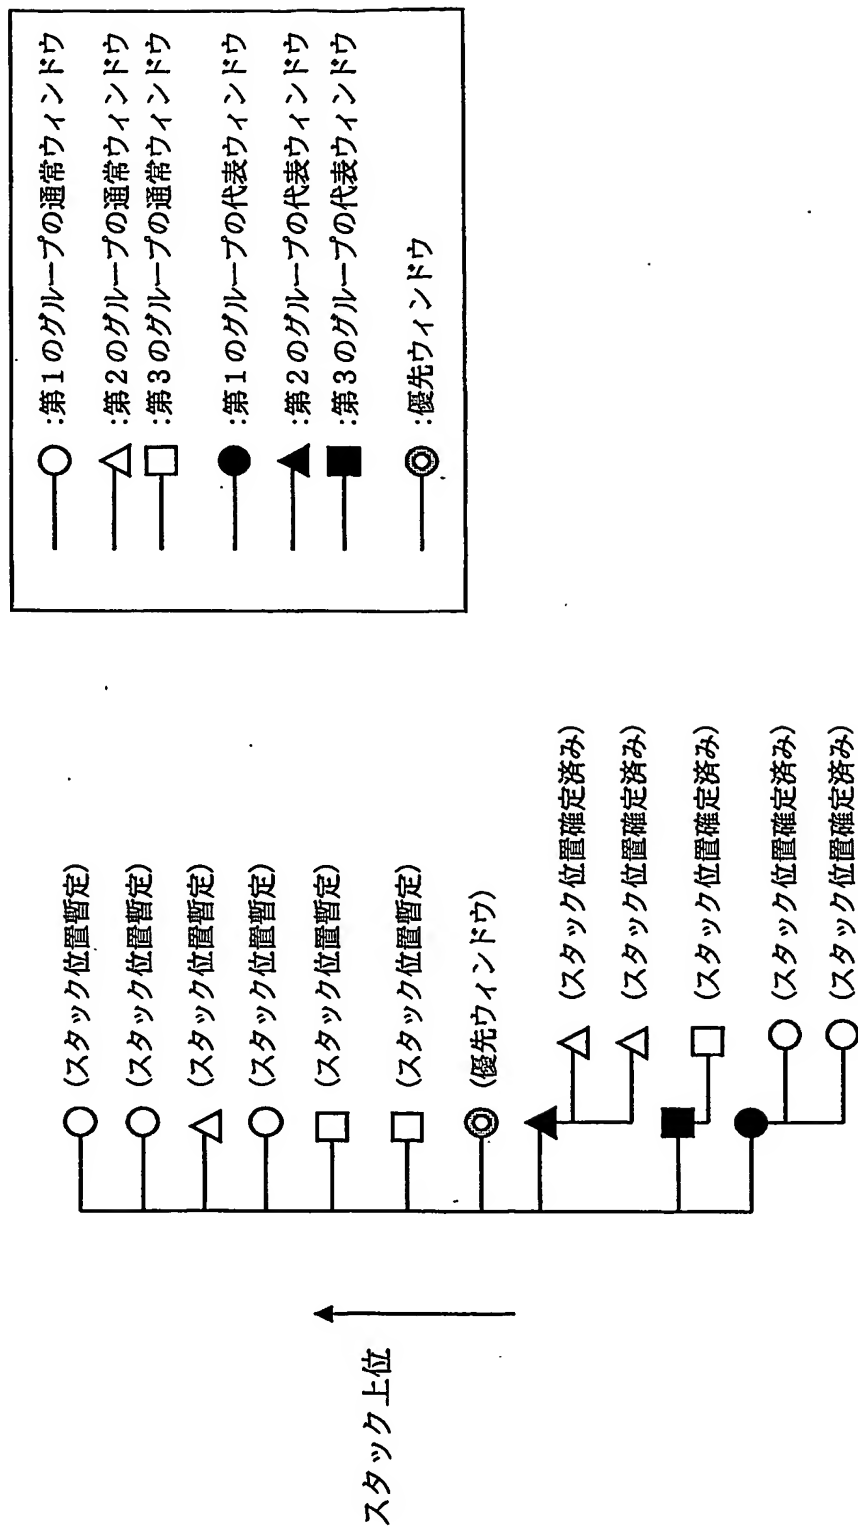 :第1のグループの通常ウィンドウ
:第2のグループの通常ウィンドウ
:第3のグループの通常ウィンドウ
:第1のグループの代表ウィンドウ
:第2のグループの代表ウィンドウ
:第3のグループの代表ウィンドウ
:優先ウィンドウ
(スタック位置暫定)
(スタック位置暫定)
(スタック位置暫定)
(スタック位置暫定)
(スタック位置暫定)
(スタック位置暫定)
(優先ウィンドウ)
(スタック位置確定済み)
(スタック位置確定済み)
(スタック位置確定済み)
(スタック位置確定済み)
(スタック位置確定済み)
スタック上位